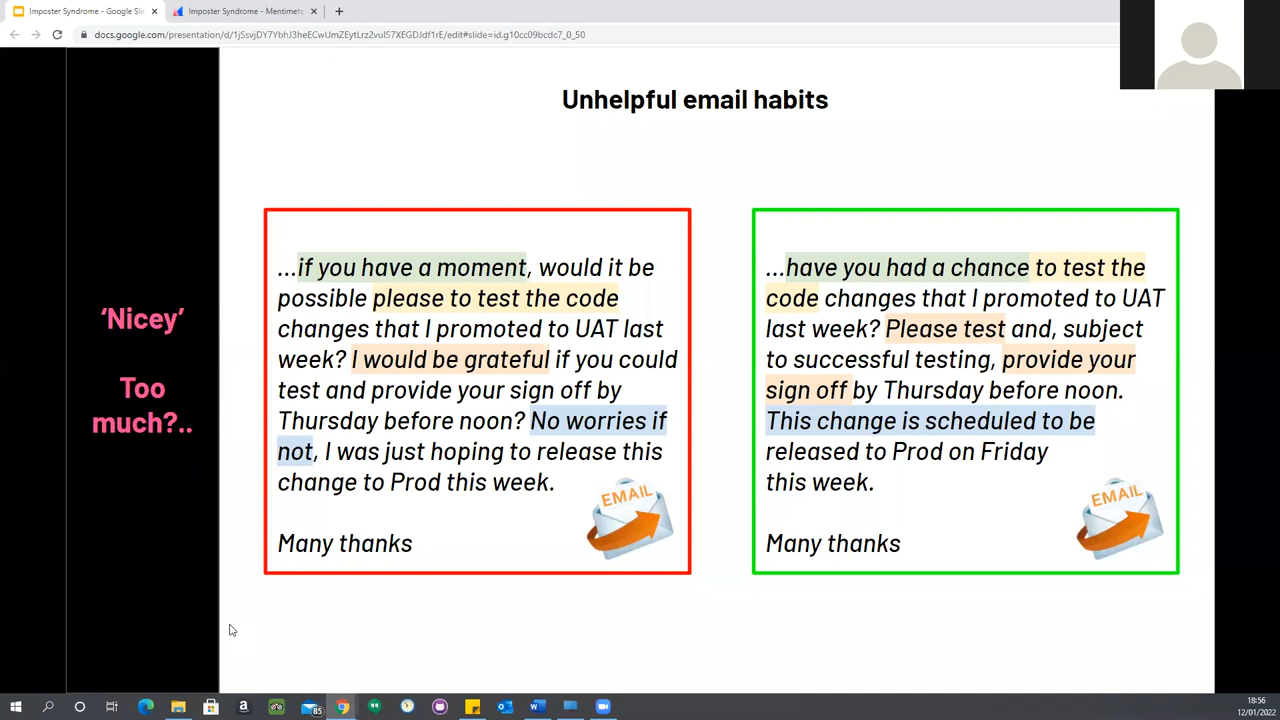 Imposter Syndrome - Google Slid
Imposter Syndrome - Mentimete
docs.google.com/presentation/d/1jSsvjDY7YbhJ3heECwUmZEytLrz2vulS7XEGDJdf1rE/edit#slide=id.g10cc09bcdc7_0_50
Unhelpful email habits
‘Nicey’
Too
much?..
...if you have a moment, would it be
possible please to test the code
changes that I promoted to UAT last
week? I would be grateful if you could
test and provide your sign off by
Thursday before noon? No worries if
not, I was just hoping to release this
change to Prod this week.
EMAIL
Many thanks
...have you had a chance to test the
code changes that I promoted to UAT
last week? Please test and, subject
to successful testing, provide your
sign off by Thursday before noon.
This change is scheduled to be
released to Prod on Friday
this week.
EMAIL
Many thanks
85
18:56
12/01/2022